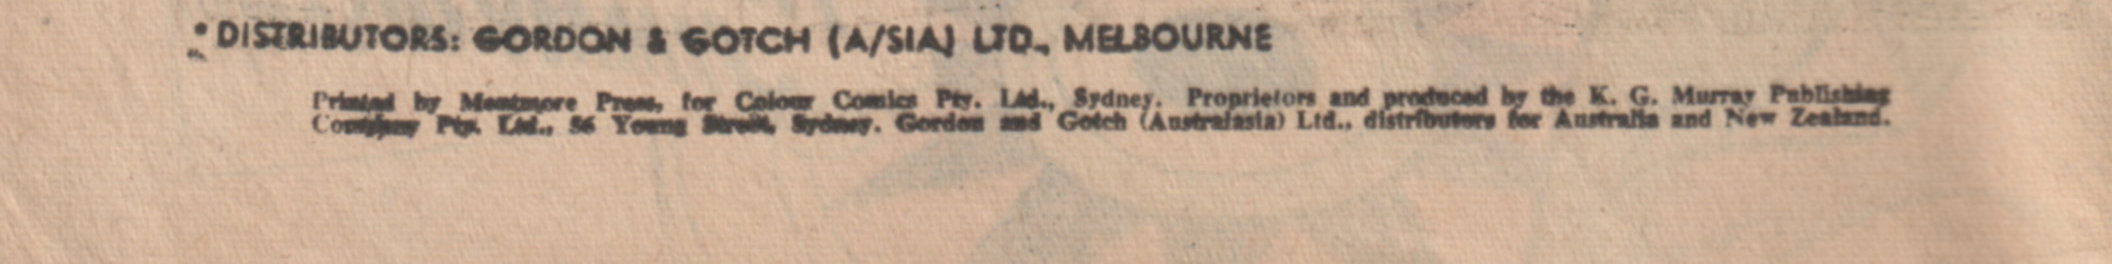 • DISTRIBUTORS: GORDON & GOTCH (A/SIA) LTD., MELBOURNE
Printed by Montmore Press, for Colour Comics Pty. Ltd., Sydney. Proprietors and produced by the K. G. Murray Publishing
Company Pty. Ltd., 56 Young Street, Sydney. Gordon and Gotch (Australasia) Ltd., distributors for Australia and New Zealand.